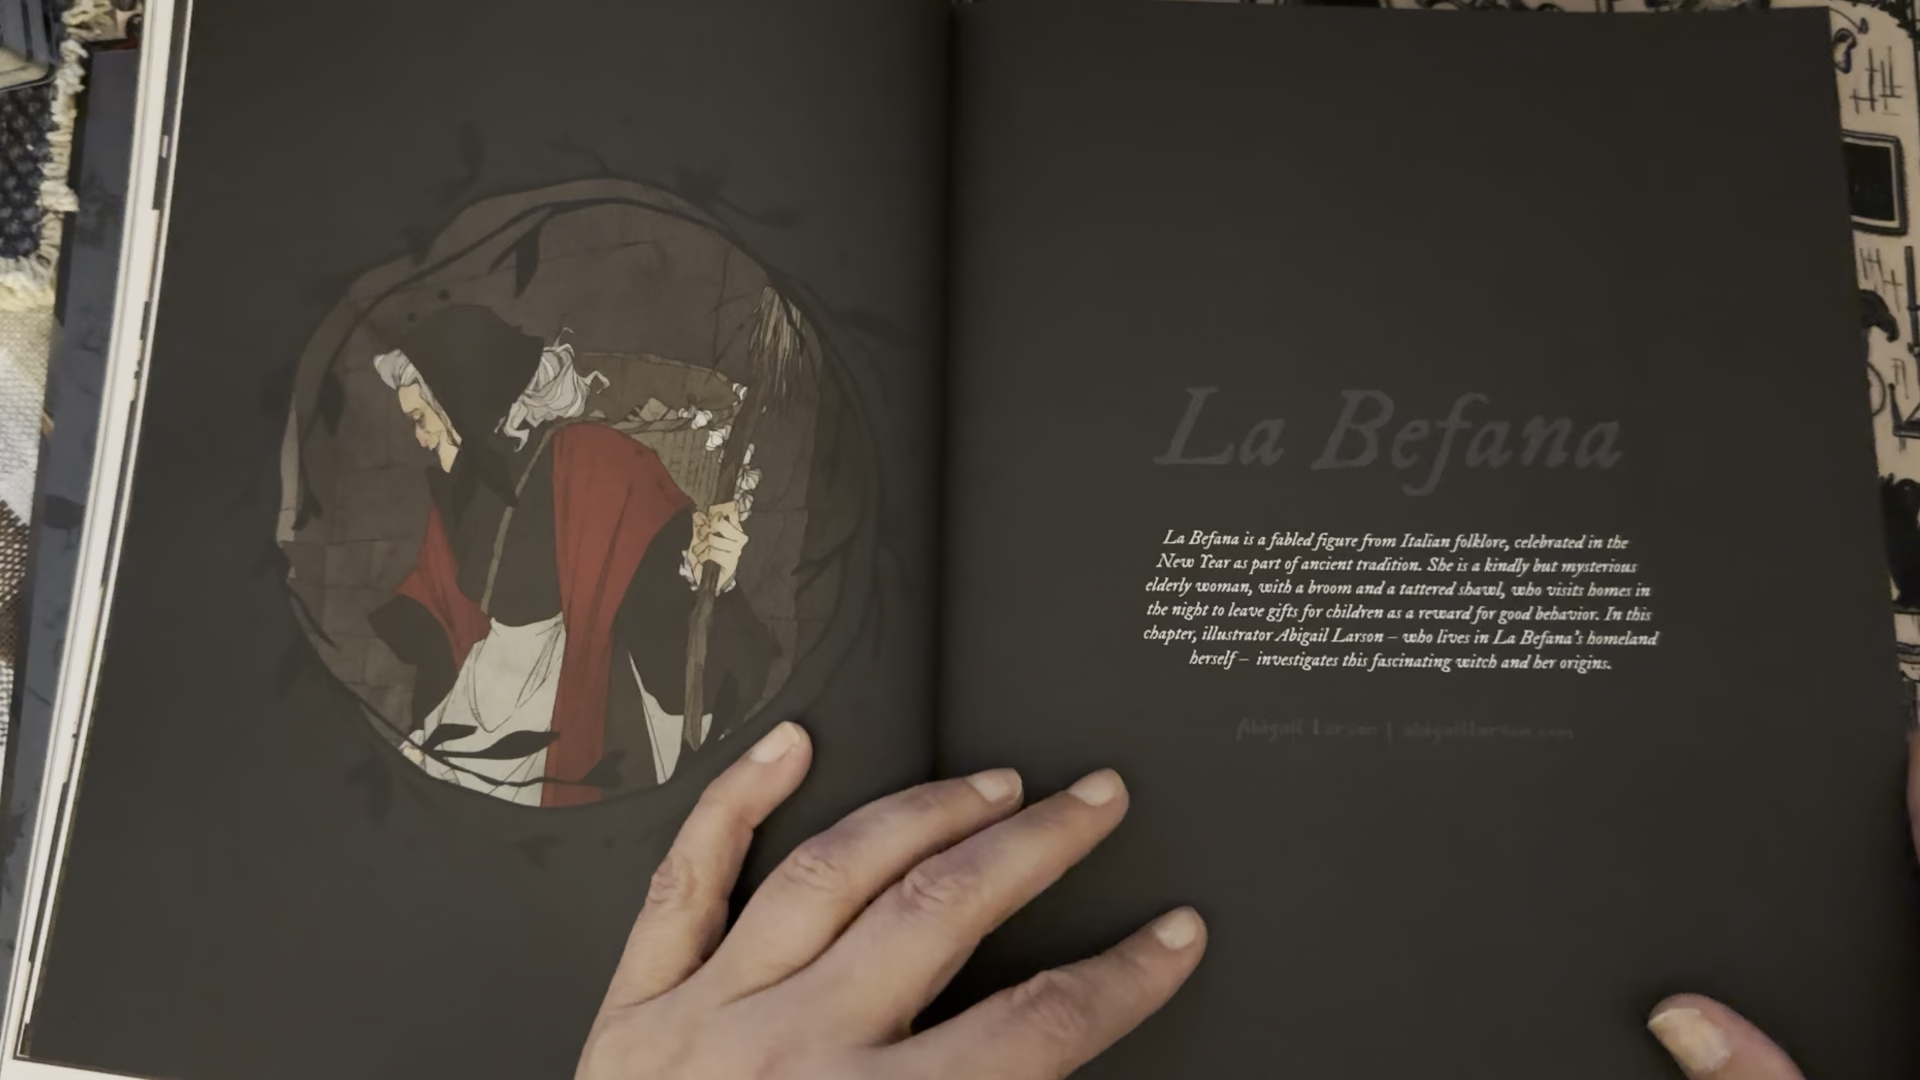 La Befana
La Befana is a fabled figure from Italian folklore, celebrated in the
New Year as part of ancient tradition. She is a kindly but mysterious
elderly woman, with a broom and a tattered shawl, who visits homes in
the night to leave gifts for children as a reward for good behavior. In this
chapter, illustrator Abigail Larson – who lives in La Befana's homeland
herself – investigates this fascinating witch and her origins.
Abigail Larson | abigaillarson.com